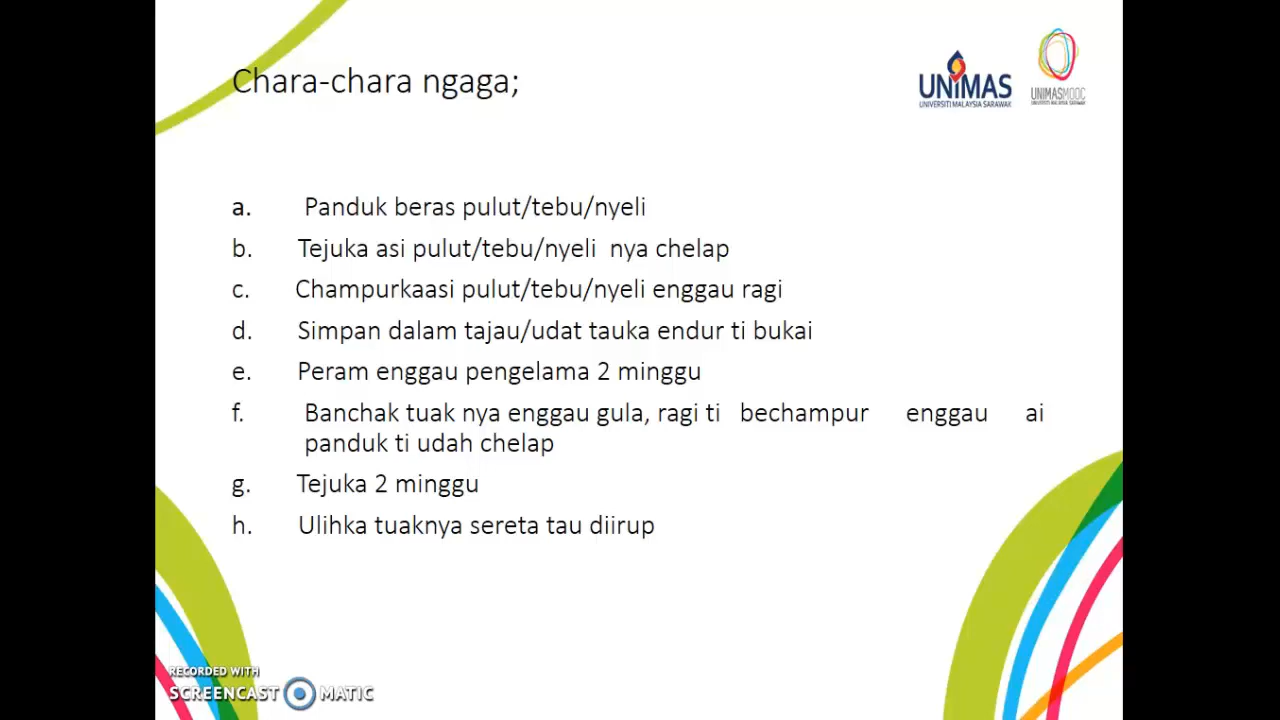 Chara-chara ngaga;
UNIMAS
UNIVERSITI MALAYSIA SARAWAK
UNIMASMOOC
UNIVERSITI MALAYSIA SARAWAK
a. Panduk beras pulut/tebu/nyeli
b. Tejuka asi pulut/tebu/nyeli nya chelap
c. Champurkaasi pulut/tebu/nyeli enggau ragi
d. Simpan dalam tajau/udat tauka endur ti bukai
e. Peram enggau pengelama 2 minggu
f. Banchak tuak nya enggau gula, ragi ti bechampur enggau ai
panduk ti udah chelap
g. Tejuka 2 minggu
h. Ulihka tuaknya sereta tau diirup
RECORDED WITH
SCREENCAST MATIC